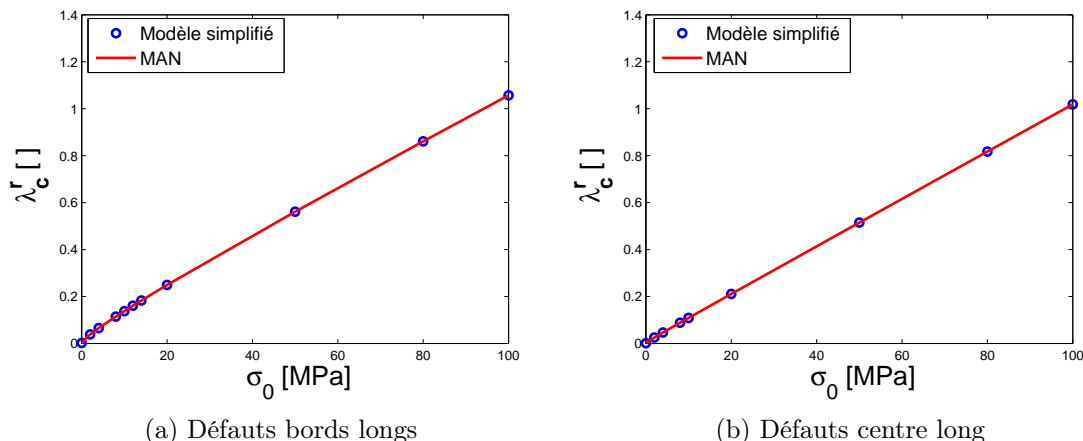 1.4
1.2
1
0.8
0.6
0.4
0.2
0
0 20 40 60 80 100
λ_c^r [ ]
σ_0 [MPa]
Modèle simplifié
MAN
(a) Défauts bords longs
1.4
1.2
1
0.8
0.6
0.4
0.2
0
0 20 40 60 80 100
λ_c^r [ ]
σ_0 [MPa]
Modèle simplifié
MAN
(b) Défauts centre long